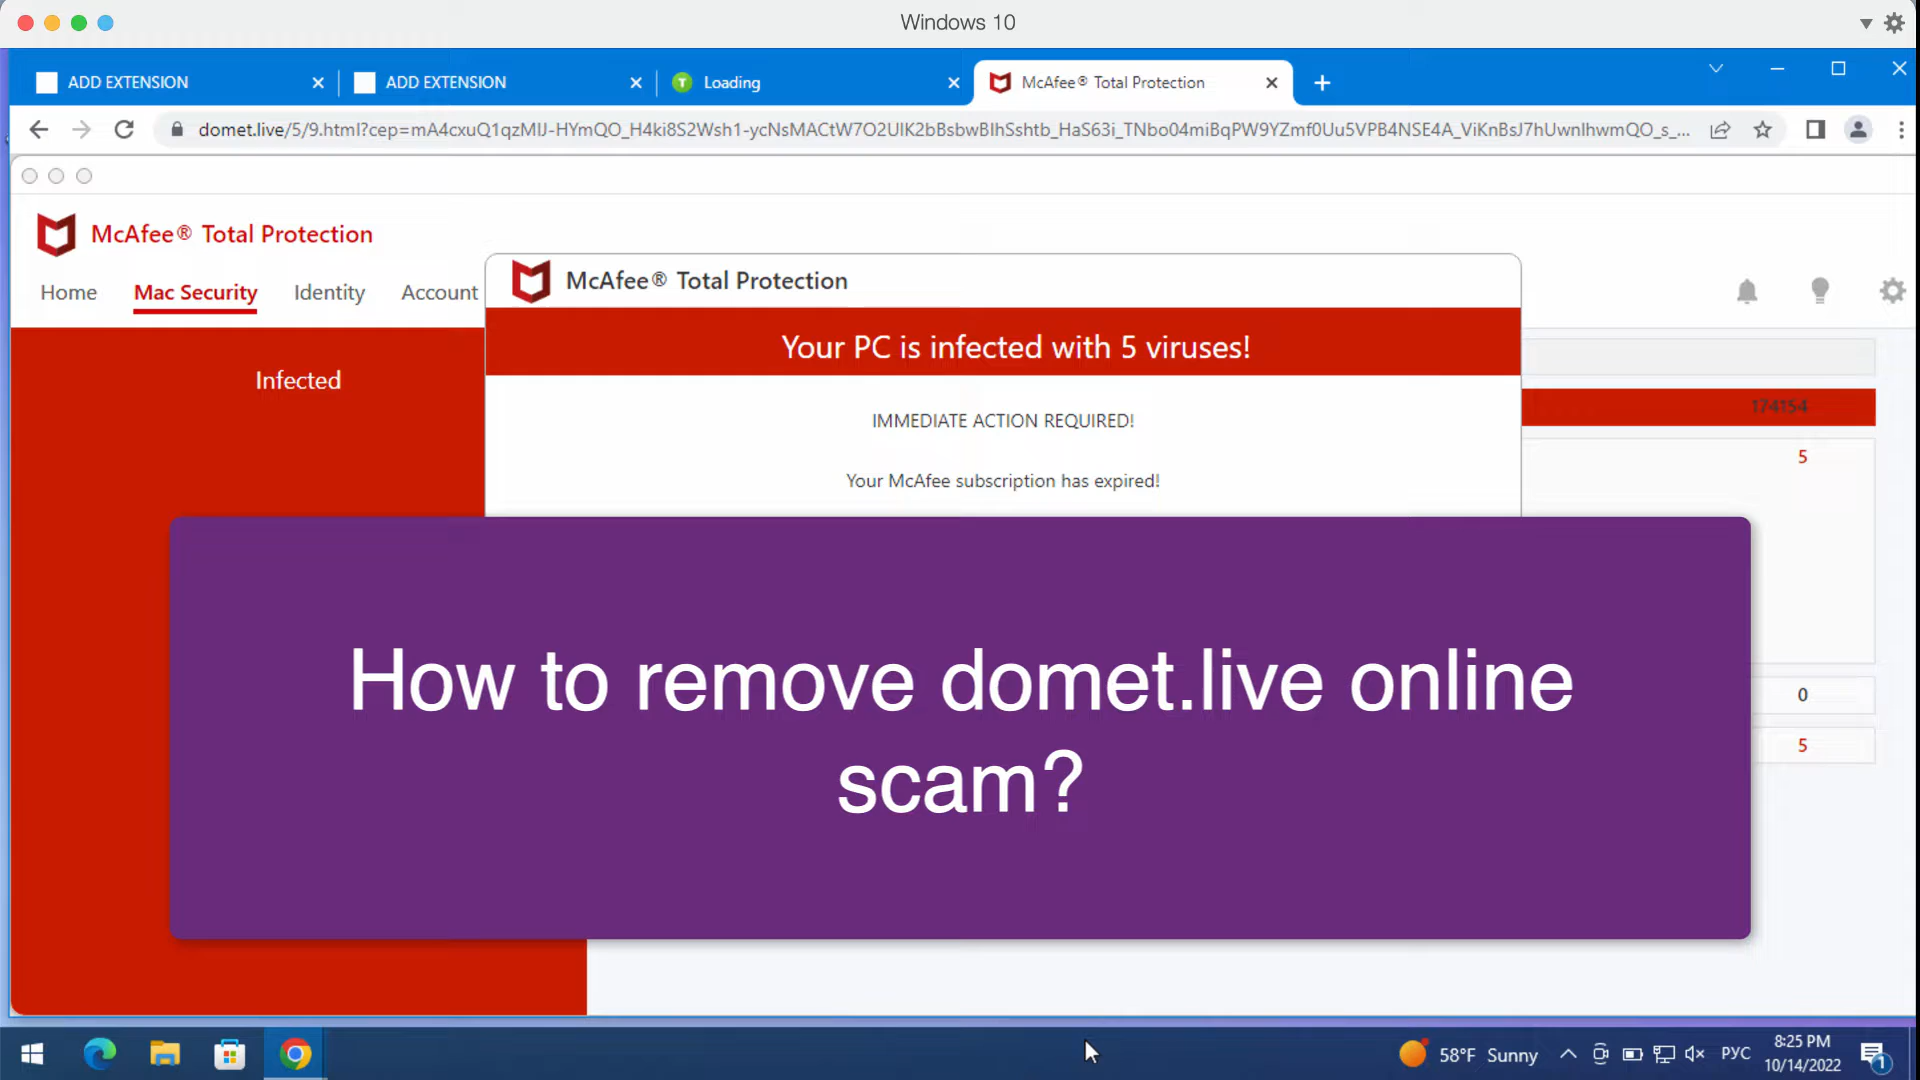 Windows 10
ADD EXTENSION
ADD EXTENSION
Loading
McAfee® Total Protection
domet.live/5/9.html?cep=mA4cxuQ1qzMIJ-HYmQO_H4ki8S2Wsh1-ycNsMACtW7O2UIK2bBsbwBIhSshtb_HaS63i_TNbo04miBqPW9YZmf0Uu5VPB4NSE4A_ViKnBsJ7hUwnIhwmQO_s_...
McAfee® Total Protection
Home
Mac Security
Identity
Account
McAfee® Total Protection
Your PC is infected with 5 viruses!
Infected
IMMEDIATE ACTION REQUIRED!
174154
5
Your McAfee subscription has expired!
How to remove domet.live online
scam?
0
5
58°F Sunny
РУС
8:25 PM
10/14/2022
1